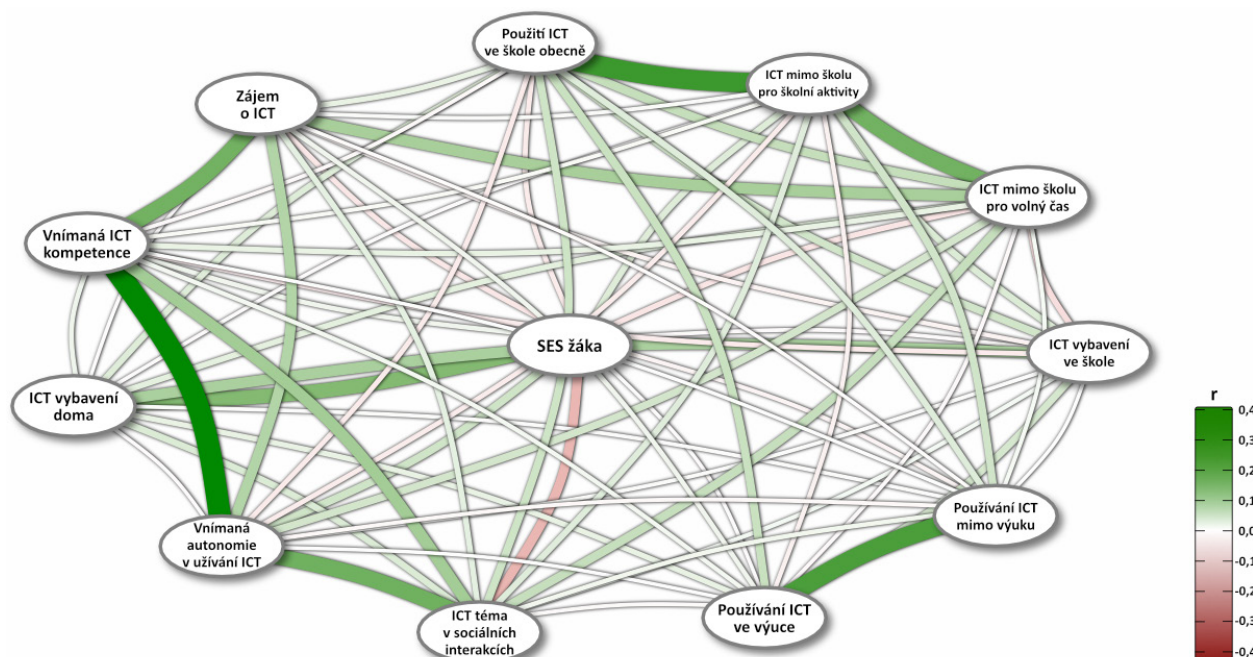 Použití ICT
ve škole obecně
ICT mimo školu
pro školní aktivity
Zájem
o ICT
ICT mimo školu
pro volný čas
Vnímaná ICT
kompetence
SES žáka
ICT vybavení
ve škole
ICT vybavení
doma
r
0,4
0,3
0,2
0,1
0,0
-0,1
-0,2
-0,3
-0,4
Používání ICT
mimo výuku
Vnímaná
autonomie
v užívání ICT
Používání ICT
ve výuce
ICT téma
v sociálních
interakcích